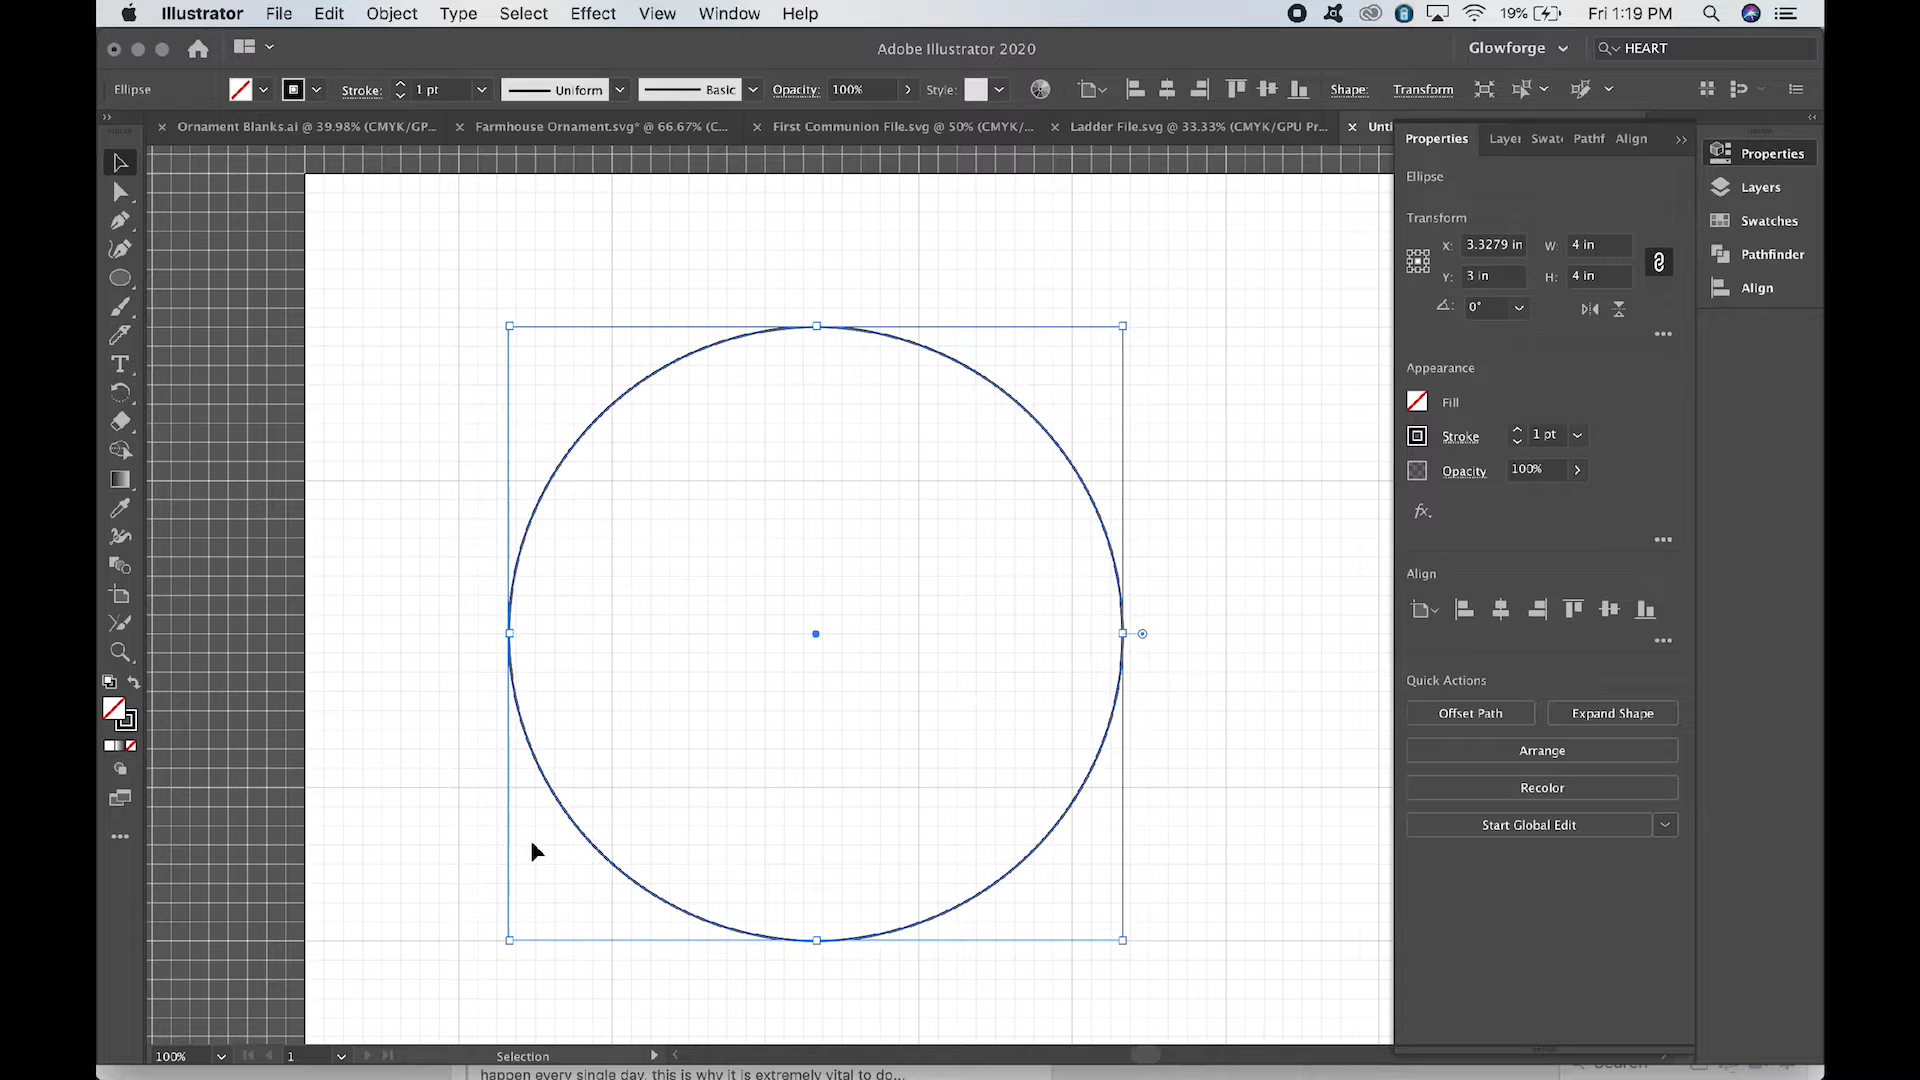 Illustrator File Edit Object Type Select Effect View Window Help 19% Fri 1:19 PM
Adobe Illustrator 2020 Glowforge HEART
Ellipse Stroke: 1 pt Uniform Basic Opacity: 100% Style: Shape: Transform
Ornament Blanks.ai @ 39.98% (CMYK/GP... Farmhouse Ornament.svg* @ 66.67% (C... First Communion File.svg @ 50% (CMYK/... Ladder File.svg @ 33.33% (CMYK/GPU Pr... Unti
Properties Layer Swatc Pathf Align
Ellipse
Transform
X: 3.3279 in W: 4 in
Y: 3 in H: 4 in
0°
Appearance
Fill
Stroke 1 pt
Opacity 100%
fx.
Align
Quick Actions
Offset Path Expand Shape
Arrange
Recolor
Start Global Edit
Properties
Layers
Swatches
Pathfinder
Align
100% 1 Selection
happen every single day, this is why it is extremely vital to do...